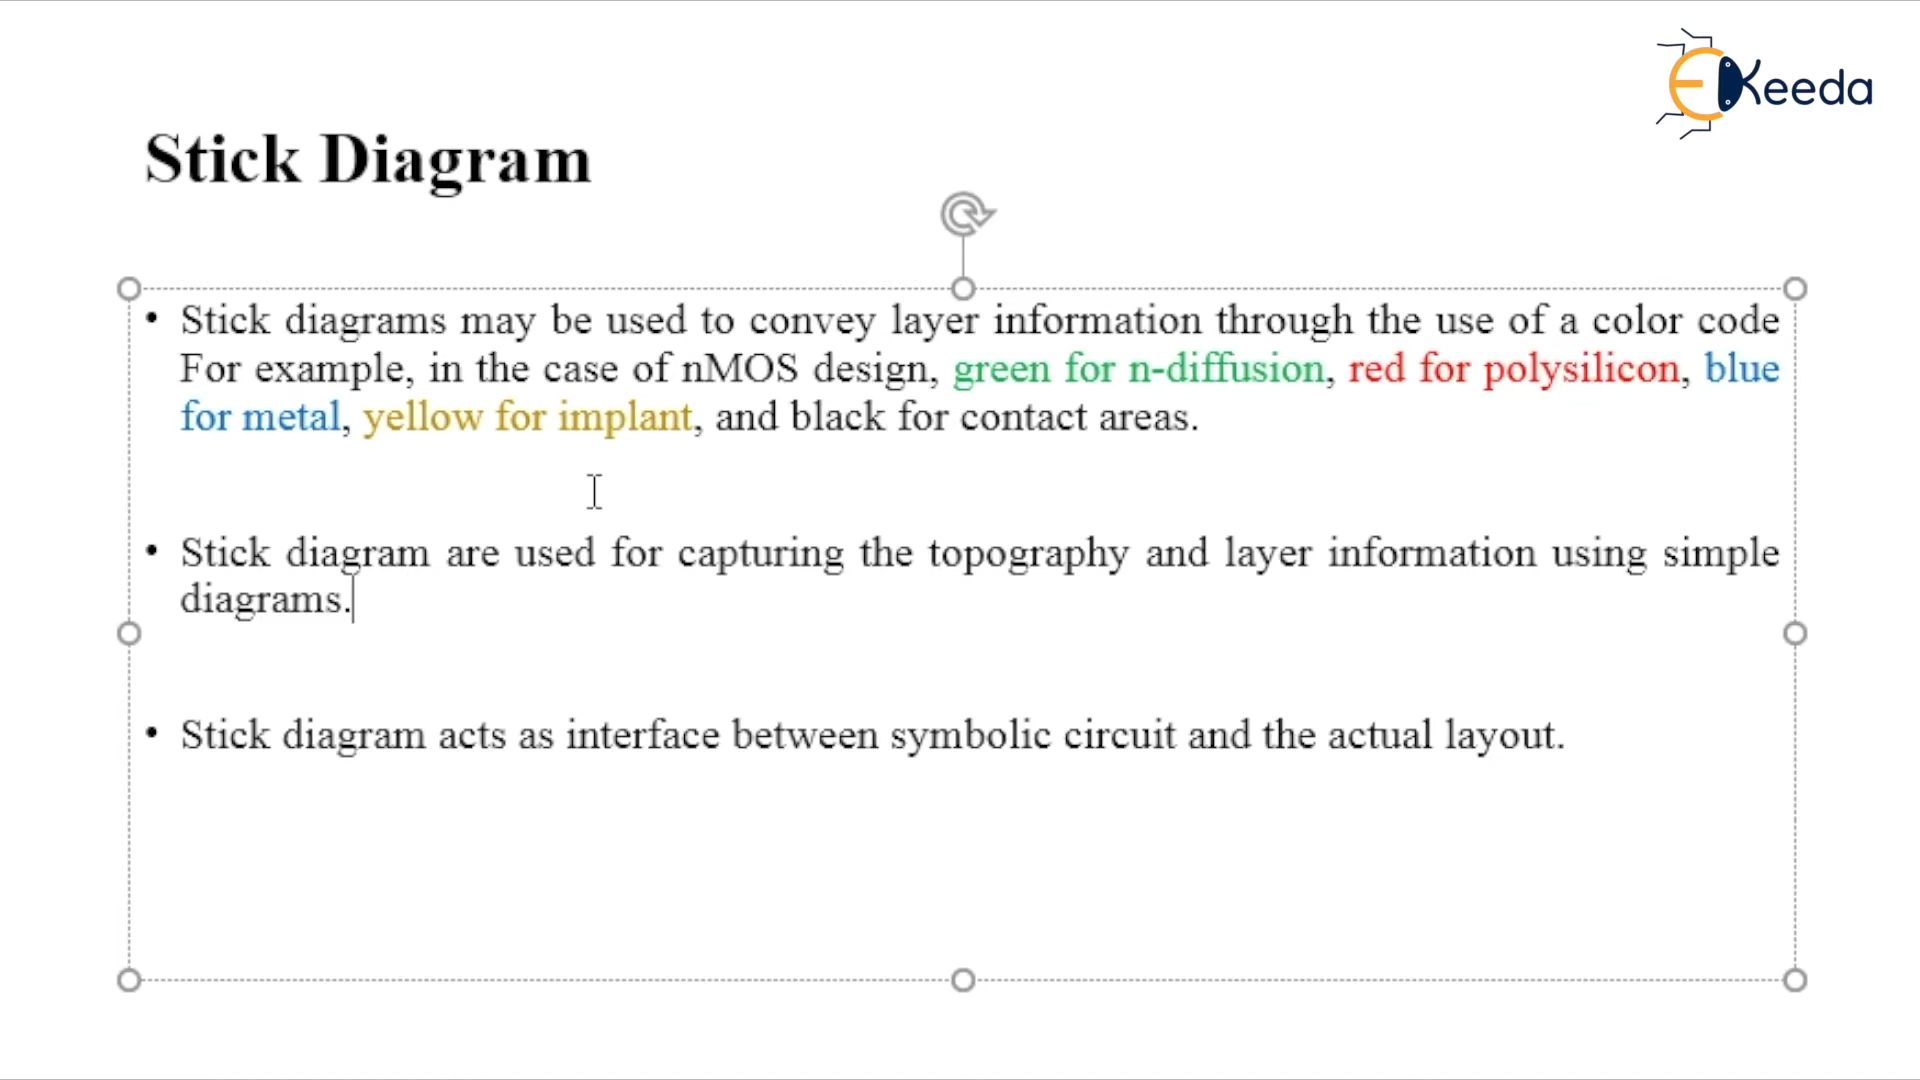 EKeeda
Stick Diagram
• Stick diagrams may be used to convey layer information through the use of a color code
For example, in the case of nMOS design, green for n-diffusion, red for polysilicon, blue
for metal, yellow for implant, and black for contact areas.
• Stick diagram are used for capturing the topography and layer information using simple
diagrams.
• Stick diagram acts as interface between symbolic circuit and the actual layout.